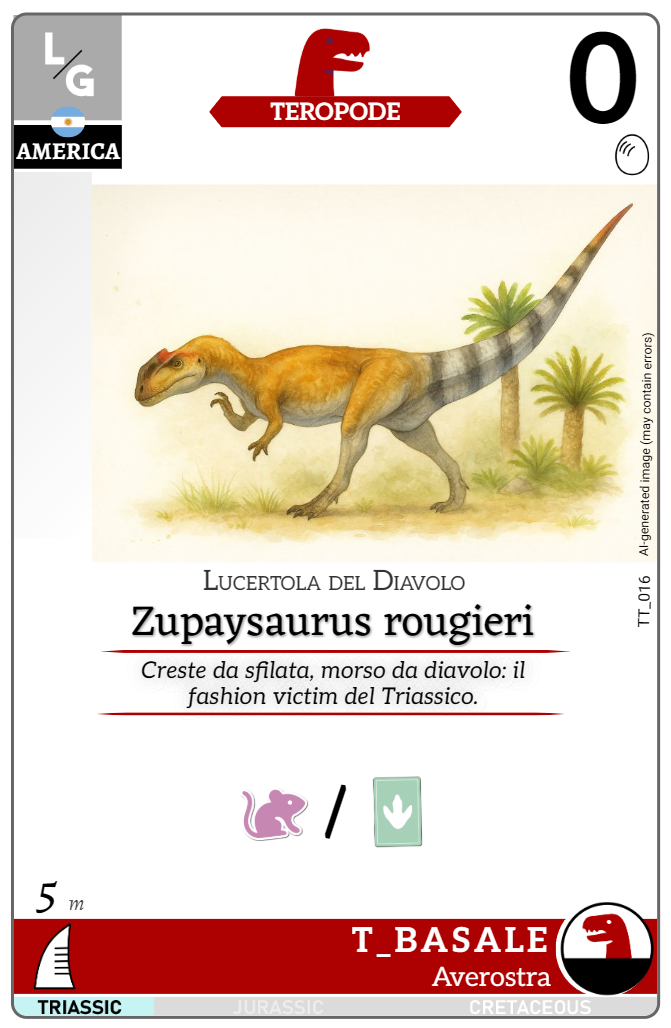 L/G
AMERICA
TEROPODE
0
AI-generated image (may contain errors)
TT_016
Lucertola del Diavolo
Zupaysaurus rougieri
Creste da sfilata, morso da diavolo: il
fashion victim del Triassico.
/
5 m
T_BASALE
Averostra
TRIASSIC
JURASSIC
CRETACEOUS